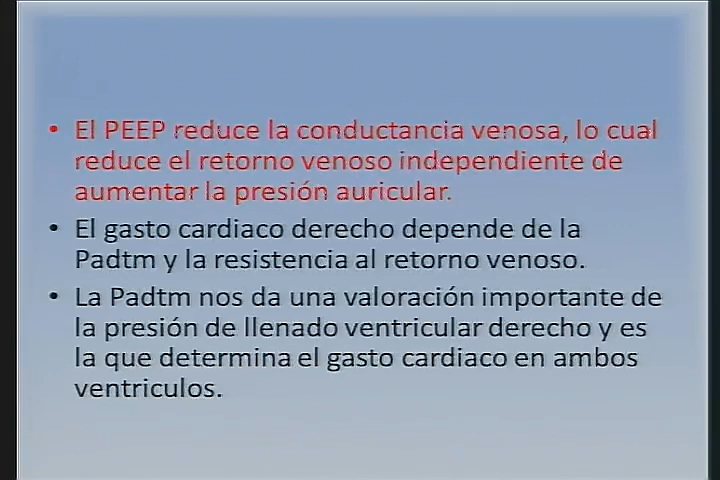 • El PEEP reduce la conductancia venosa, lo cual
reduce el retorno venoso independiente de
aumentar la presión auricular.
• El gasto cardiaco derecho depende de la
Padtm y la resistencia al retorno venoso.
• La Padtm nos da una valoración importante de
la presión de llenado ventricular derecho y es
la que determina el gasto cardiaco en ambos
ventriculos.